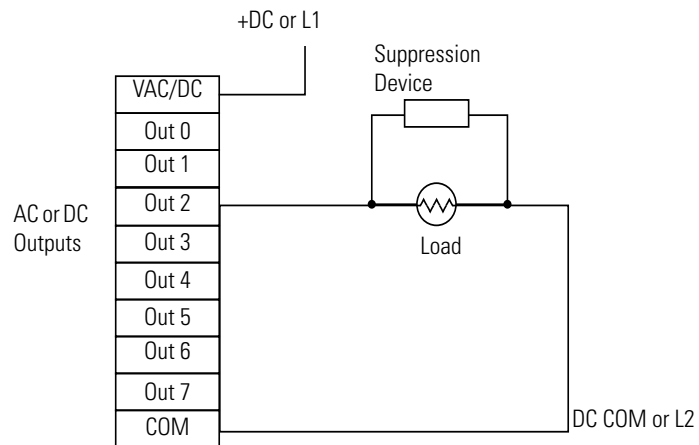 +DC or L1
Suppression
Device
VAC/DC
Out 0
Out 1
Out 2
Out 3
Out 4
Out 5
Out 6
Out 7
COM
AC or DC
Outputs
Load
DC COM or L2